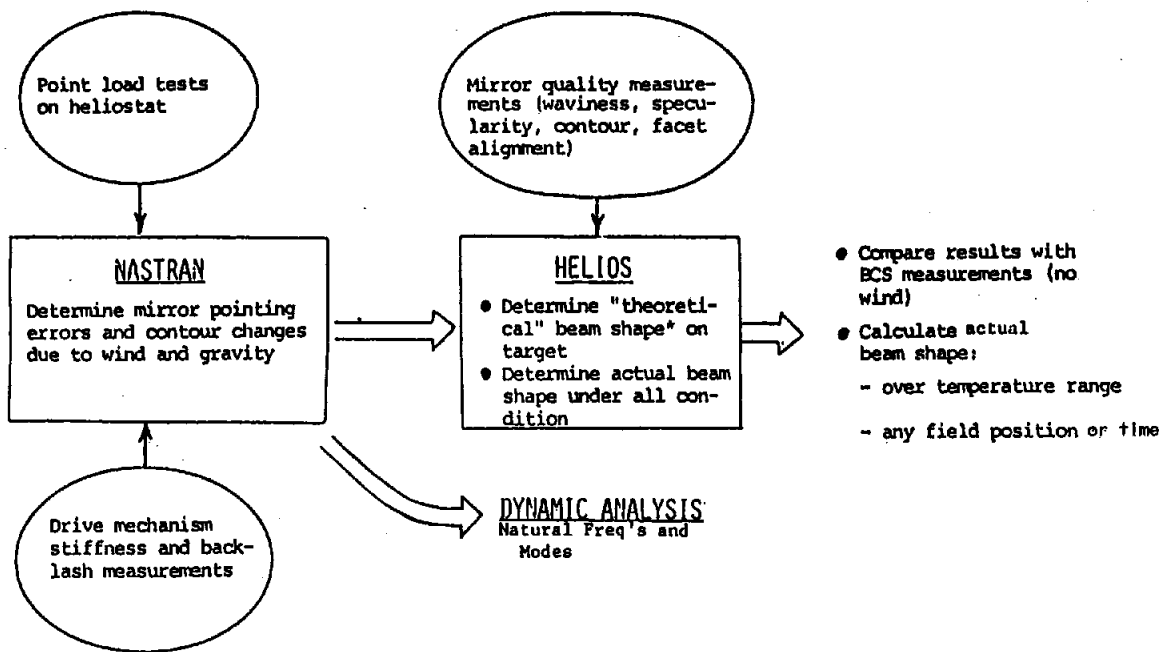 Point load tests
on heliostat
Mirror quality measure-
ments (waviness, specu-
larity, contour, facet
alignment)
NASTRAN
Determine mirror pointing
errors and contour changes
due to wind and gravity
HELIOS
● Determine "theoreti-
cal" beam shape* on
target
● Determine actual beam
shape under all con-
dition
● Compare results with
BCS measurements (no
wind)
● Calculate actual
beam shape:
- over temperature range
- any field position or time
Drive mechanism
stiffness and back-
lash measurements
DYNAMIC ANALYSIS
Natural Freq's and
Modes